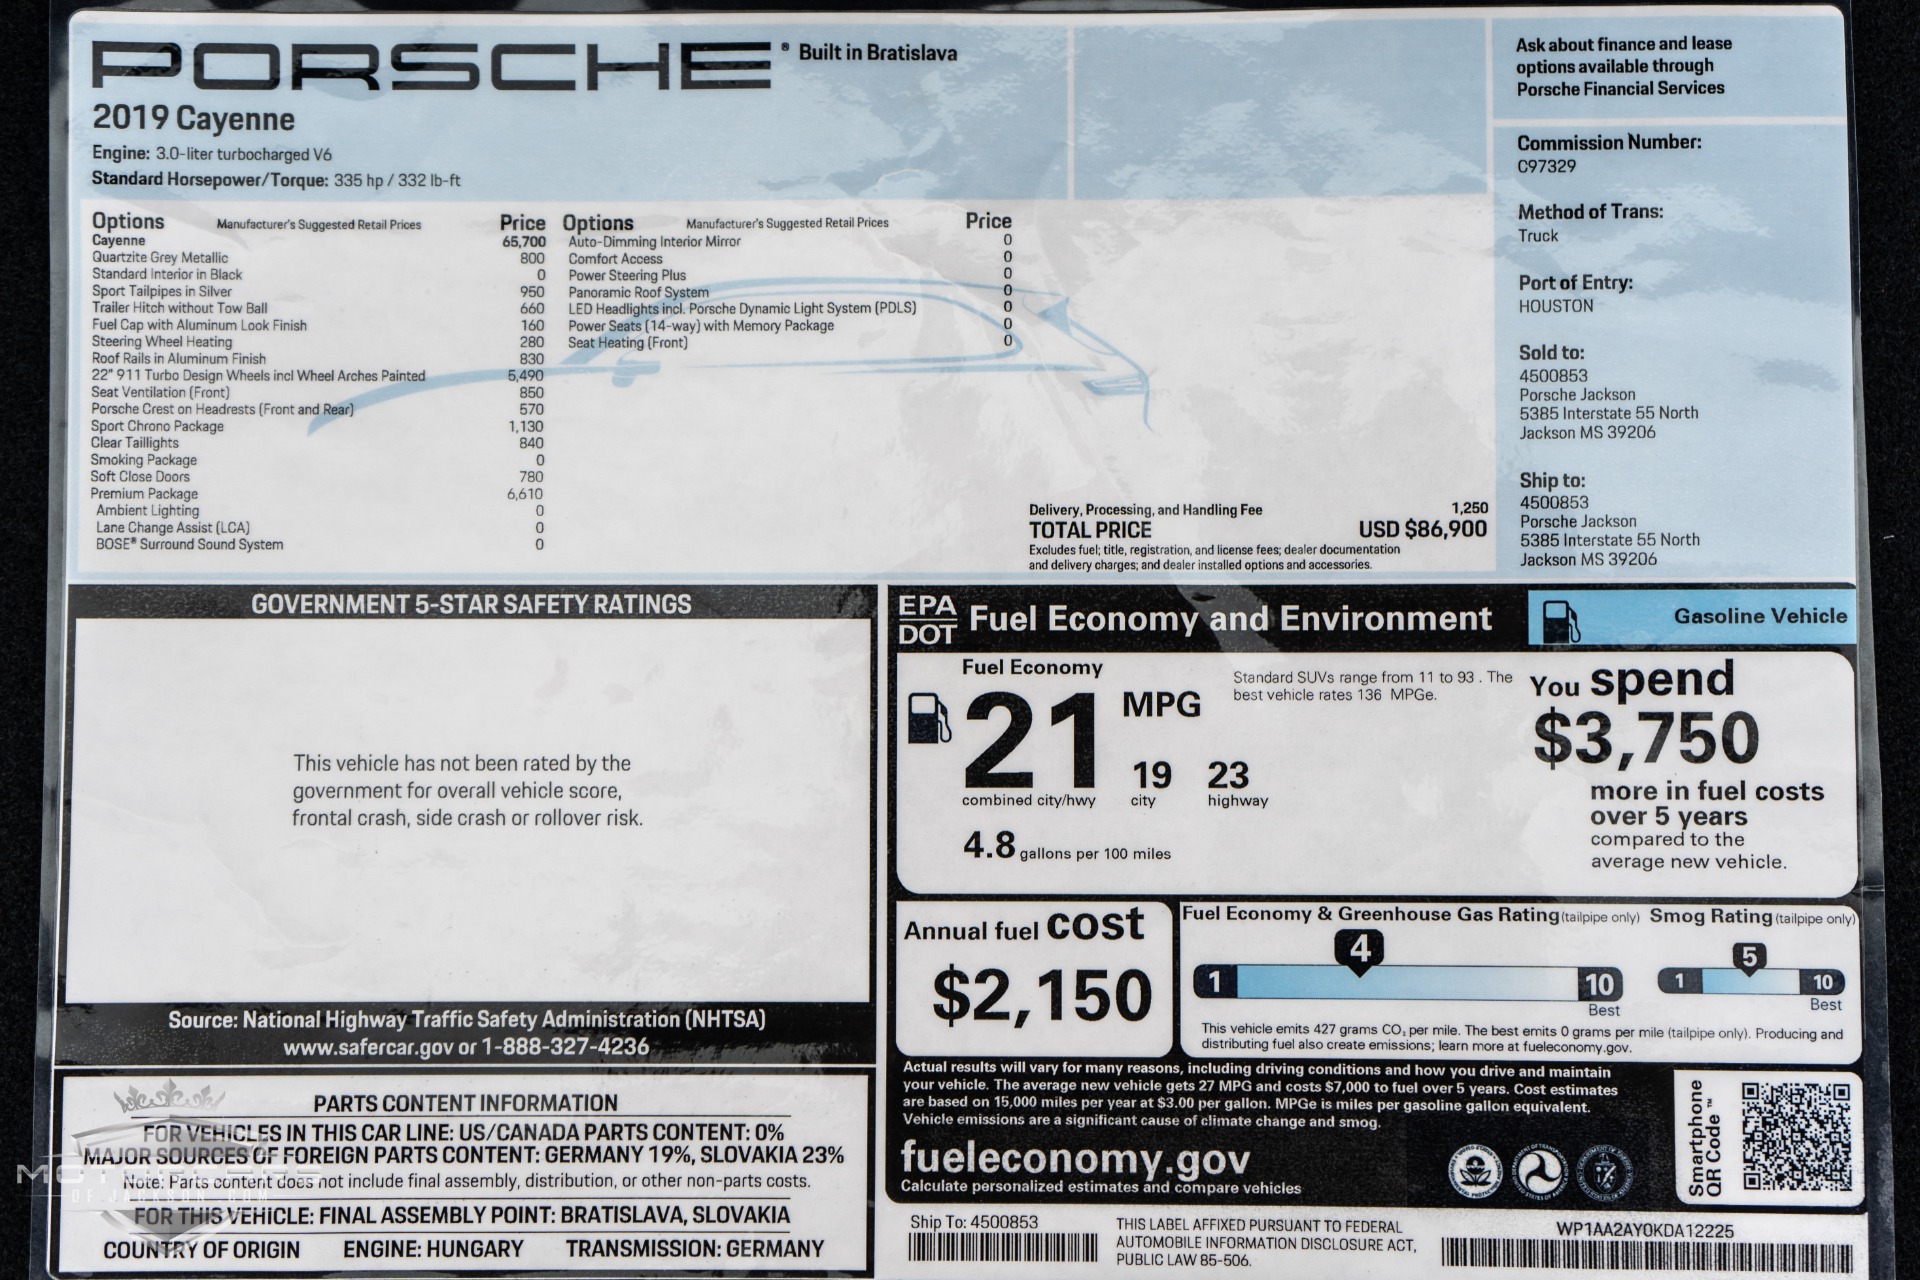 PORSCHE® Built in Bratislava
2019 Cayenne
Engine: 3.0-liter turbocharged V6
Standard Horsepower/Torque: 335 hp / 332 lb-ft
Options Manufacturer's Suggested Retail Prices Price
Cayenne 65,700
Quartzite Grey Metallic 800
Standard Interior in Black 0
Sport Tailpipes in Silver 950
Trailer Hitch without Tow Ball 660
Fuel Cap with Aluminum Look Finish 160
Steering Wheel Heating 280
Roof Rails in Aluminum Finish 830
22" 911 Turbo Design Wheels incl Wheel Arches Painted 5,490
Seat Ventilation (Front) 850
Porsche Crest on Headrests (Front and Rear) 570
Sport Chrono Package 1,130
Clear Taillights 840
Smoking Package 0
Soft Close Doors 780
Premium Package 6,610
Ambient Lighting 0
Lane Change Assist (LCA) 0
BOSE® Surround Sound System 0
Options Manufacturer's Suggested Retail Prices Price
Auto-Dimming Interior Mirror 0
Comfort Access 0
Power Steering Plus 0
Panoramic Roof System 0
LED Headlights incl. Porsche Dynamic Light System (PDLS) 0
Power Seats (14-way) with Memory Package 0
Seat Heating (Front) 0
Delivery, Processing, and Handling Fee 1,250
TOTAL PRICE USD $86,900
Excludes fuel; title, registration, and license fees; dealer documentation
and delivery charges; and dealer installed options and accessories.
Ask about finance and lease
options available through
Porsche Financial Services
Commission Number:
C97329
Method of Trans:
Truck
Port of Entry:
HOUSTON
Sold to:
4500853
Porsche Jackson
5385 Interstate 55 North
Jackson MS 39206
Ship to:
4500853
Porsche Jackson
5385 Interstate 55 North
Jackson MS 39206
GOVERNMENT 5-STAR SAFETY RATINGS
This vehicle has not been rated by the
government for overall vehicle score,
frontal crash, side crash or rollover risk.
Source: National Highway Traffic Safety Administration (NHTSA)
www.safercar.gov or 1-888-327-4236
PARTS CONTENT INFORMATION
FOR VEHICLES IN THIS CAR LINE: US/CANADA PARTS CONTENT: 0%
MAJOR SOURCES OF FOREIGN PARTS CONTENT: GERMANY 19%, SLOVAKIA 23%
Note: Parts content does not include final assembly, distribution, or other non-parts costs.
FOR THIS VEHICLE: FINAL ASSEMBLY POINT: BRATISLAVA, SLOVAKIA
COUNTRY OF ORIGIN ENGINE: HUNGARY TRANSMISSION: GERMANY
MOTORCARS
OF JACKSON .COM
EPA
DOT
Fuel Economy and Environment
Gasoline Vehicle
Fuel Economy
21 MPG
combined city/hwy
19 city
23 highway
4.8 gallons per 100 miles
Standard SUVs range from 11 to 93 . The
best vehicle rates 136 MPGe.
You spend
$3,750
more in fuel costs
over 5 years
compared to the
average new vehicle.
Annual fuel cost
$2,150
Fuel Economy & Greenhouse Gas Rating (tailpipe only)
4
1 10
Best
Smog Rating (tailpipe only)
5
1 10
Best
This vehicle emits 427 grams CO₂ per mile. The best emits 0 grams per mile (tailpipe only). Producing and
distributing fuel also create emissions; learn more at fueleconomy.gov.
Actual results will vary for many reasons, including driving conditions and how you drive and maintain
your vehicle. The average new vehicle gets 27 MPG and costs $7,000 to fuel over 5 years. Cost estimates
are based on 15,000 miles per year at $3.00 per gallon. MPGe is miles per gasoline gallon equivalent.
Vehicle emissions are a significant cause of climate change and smog.
fueleconomy.gov
Calculate personalized estimates and compare vehicles
Smartphone
QR Code™
Ship To: 4500853
THIS LABEL AFFIXED PURSUANT TO FEDERAL
AUTOMOBILE INFORMATION DISCLOSURE ACT,
PUBLIC LAW 85-506.
WP1AA2AY0KDA12225